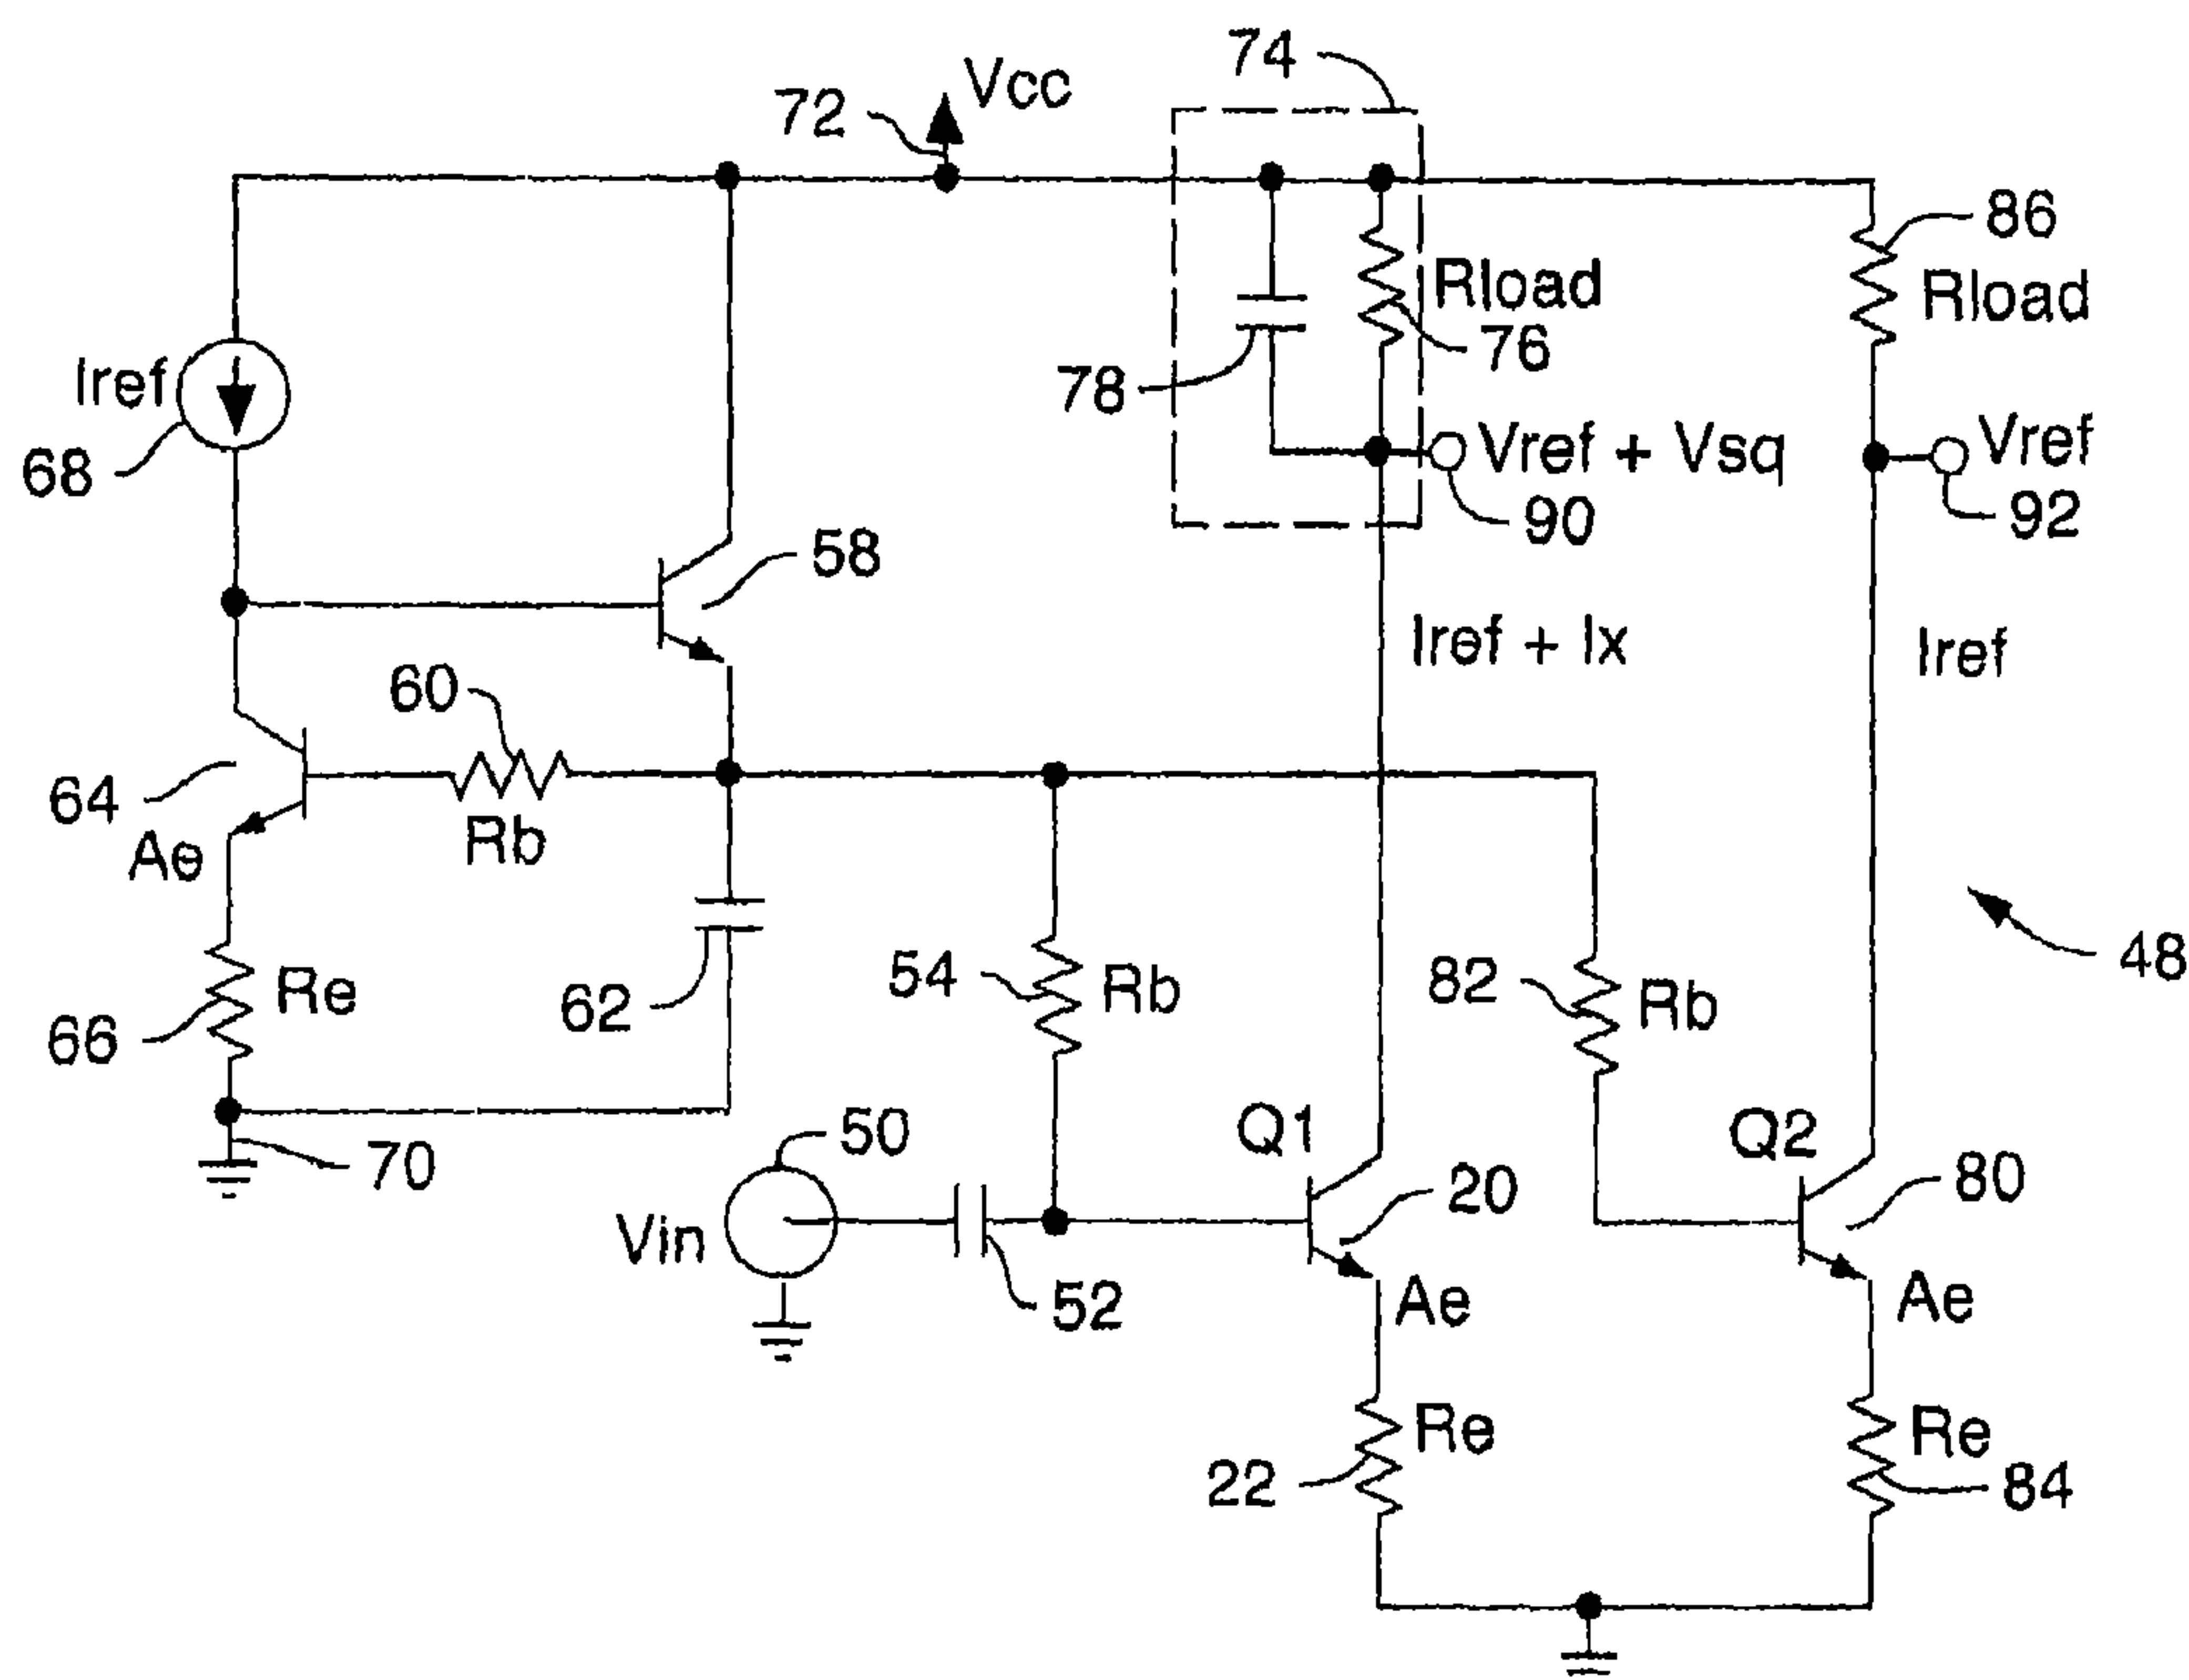 74
72
Vcc
86
Rload
Rload
76
78
Iref
68
Vref + Vsq
90
Vref
92
58
Iref + Ix
Iref
60
64
Ae
Rb
48
54
Rb
82
Rb
Re
66
62
70
50
Vin
52
Q1
20
Q2
80
Ae
Ae
Re
22
Re
84